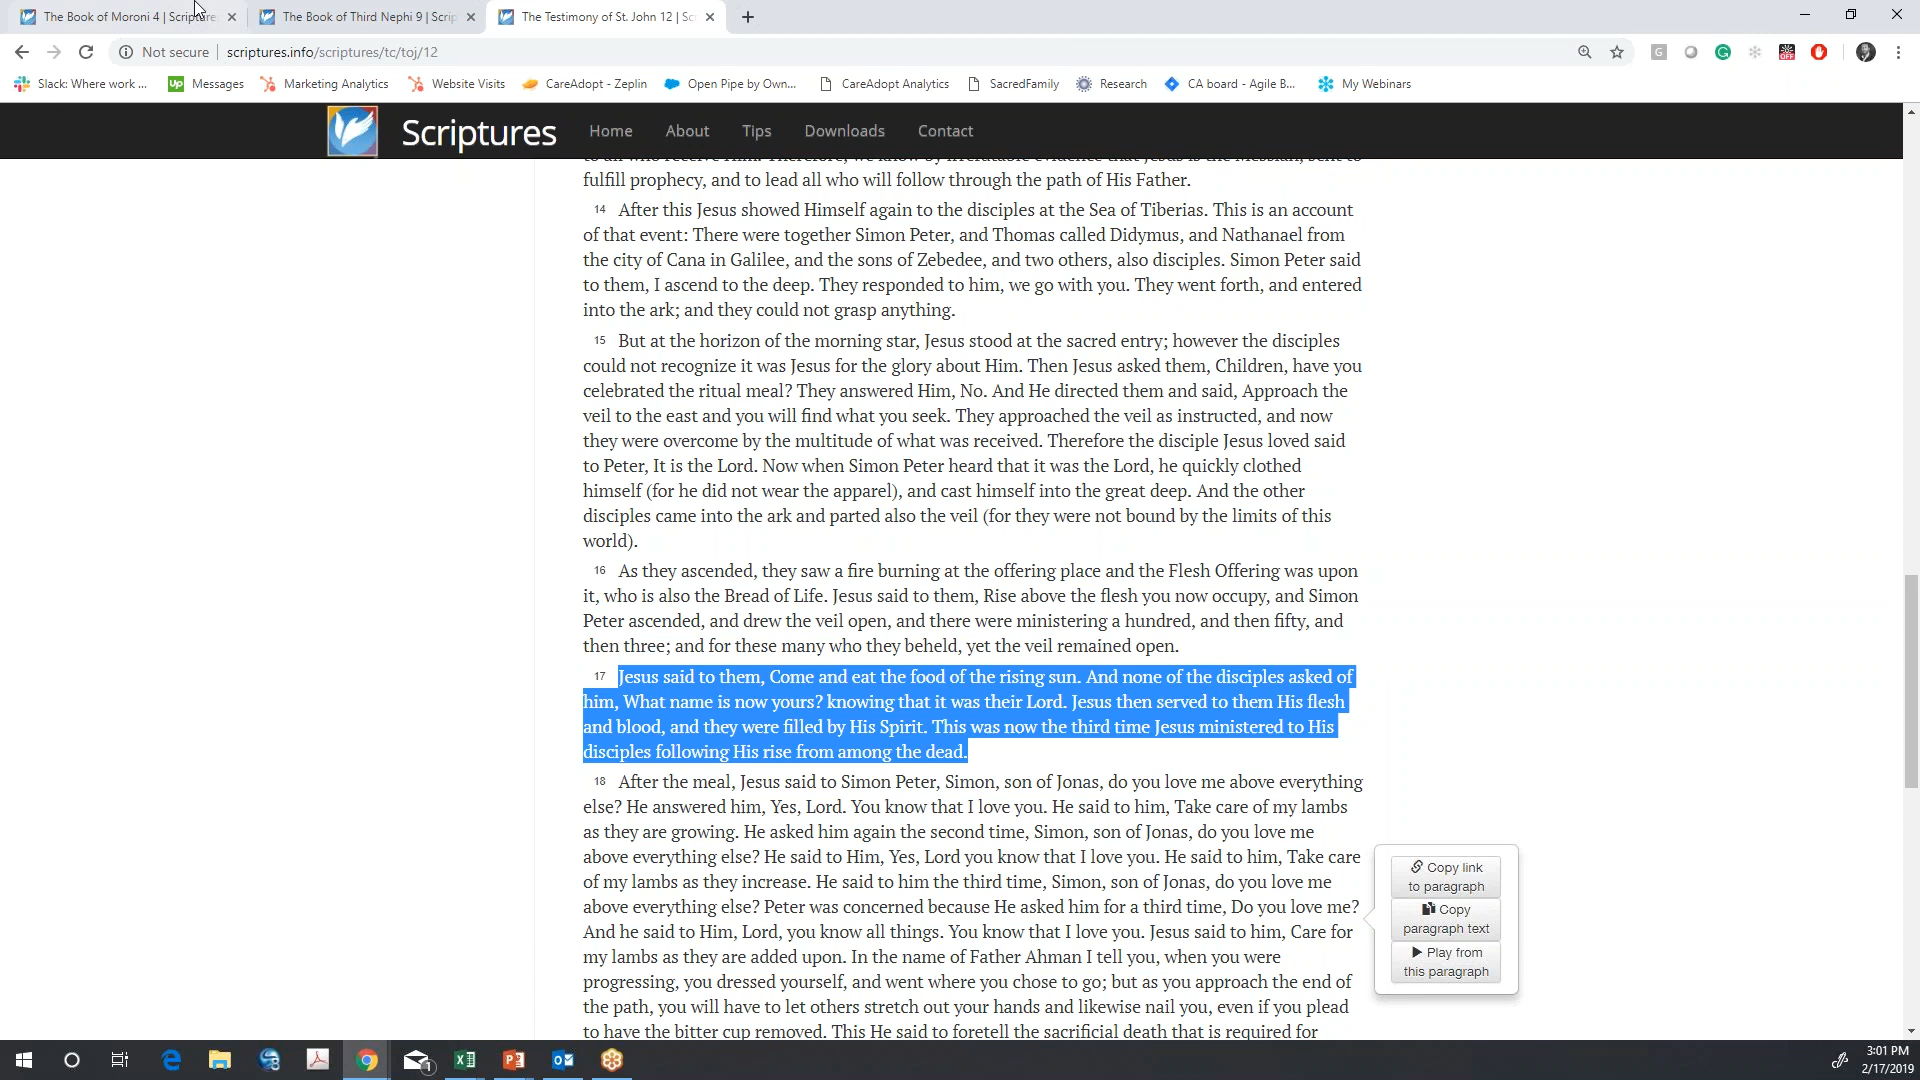 The Book of Moroni 4 | Scriptures
The Book of Third Nephi 9 | Scrip
The Testimony of St. John 12 | Sc
Not secure
scriptures.info/scriptures/tc/toj/12
Slack: Where work ...
Messages
Marketing Analytics
Website Visits
CareAdopt - Zeplin
Open Pipe by Own...
CareAdopt Analytics
SacredFamily
Research
CA board - Agile B...
My Webinars
Scriptures
Home
About
Tips
Downloads
Contact
to all who receive Him. Therefore, we know by irrefutable evidence that Jesus is the Messiah, sent to
fulfill prophecy, and to lead all who will follow through the path of His Father.
14 After this Jesus showed Himself again to the disciples at the Sea of Tiberias. This is an account
of that event: There were together Simon Peter, and Thomas called Didymus, and Nathanael from
the city of Cana in Galilee, and the sons of Zebedee, and two others, also disciples. Simon Peter said
to them, I ascend to the deep. They responded to him, we go with you. They went forth, and entered
into the ark; and they could not grasp anything.
15 But at the horizon of the morning star, Jesus stood at the sacred entry; however the disciples
could not recognize it was Jesus for the glory about Him. Then Jesus asked them, Children, have you
celebrated the ritual meal? They answered Him, No. And He directed them and said, Approach the
veil to the east and you will find what you seek. They approached the veil as instructed, and now
they were overcome by the multitude of what was received. Therefore the disciple Jesus loved said
to Peter, It is the Lord. Now when Simon Peter heard that it was the Lord, he quickly clothed
himself (for he did not wear the apparel), and cast himself into the great deep. And the other
disciples came into the ark and parted also the veil (for they were not bound by the limits of this
world).
16 As they ascended, they saw a fire burning at the offering place and the Flesh Offering was upon
it, who is also the Bread of Life. Jesus said to them, Rise above the flesh you now occupy, and Simon
Peter ascended, and drew the veil open, and there were ministering a hundred, and then fifty, and
then three; and for these many who they beheld, yet the veil remained open.
17 Jesus said to them, Come and eat the food of the rising sun. And none of the disciples asked of
him, What name is now yours? knowing that it was their Lord. Jesus then served to them His flesh
and blood, and they were filled by His Spirit. This was now the third time Jesus ministered to His
disciples following His rise from among the dead.
18 After the meal, Jesus said to Simon Peter, Simon, son of Jonas, do you love me above everything
else? He answered him, Yes, Lord. You know that I love you. He said to him, Take care of my lambs
as they are growing. He asked him again the second time, Simon, son of Jonas, do you love me
above everything else? He said to Him, Yes, Lord you know that I love you. He said to him, Take care
of my lambs as they increase. He said to him the third time, Simon, son of Jonas, do you love me
above everything else? Peter was concerned because He asked him for a third time, Do you love me?
And he said to Him, Lord, you know all things. You know that I love you. Jesus said to him, Care for
my lambs as they are added upon. In the name of Father Ahman I tell you, when you were
progressing, you dressed yourself, and went where you chose to go; but as you approach the end of
the path, you will have to let others stretch out your hands and likewise nail you, even if you plead
to have the bitter cup removed. This He said to foretell the sacrificial death that is required for
Copy link
to paragraph
Copy
paragraph text
Play from
this paragraph
3:01 PM
2/17/2019